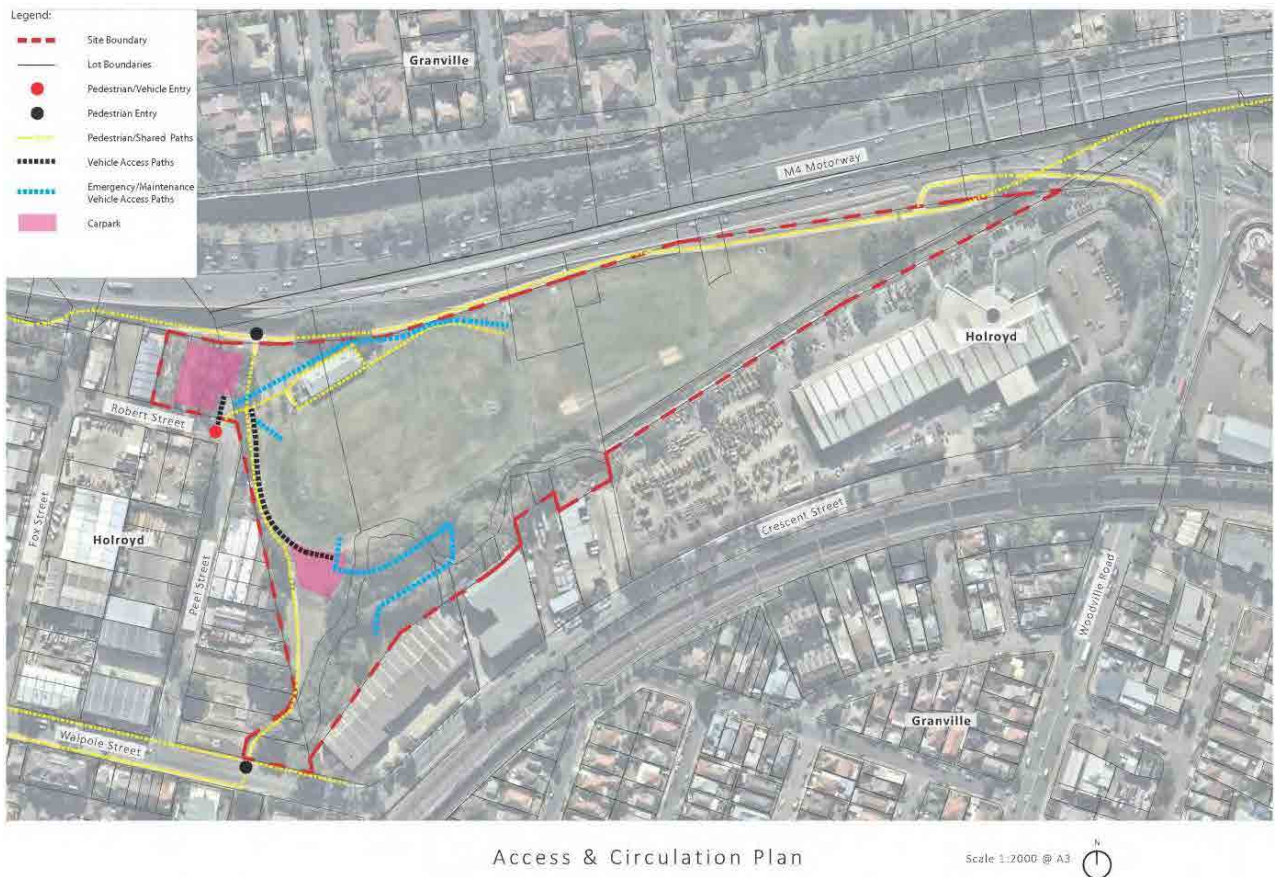 Legend:
Site Boundary
Lot Boundaries
Pedestrian/Vehicle Entry
Pedestrian Entry
Pedestrian/Shared Paths
Vehicle Access Paths
Emergency/Maintenance
Vehicle Access Paths
Carpark
Granville
M4 Motorway
Holroyd
Robert Street
Fox Street
Holroyd
Peel Street
Crescent Street
Woodville Road
Granville
Walpole Street
Access & Circulation Plan
Scale 1:2000 @ A3
N